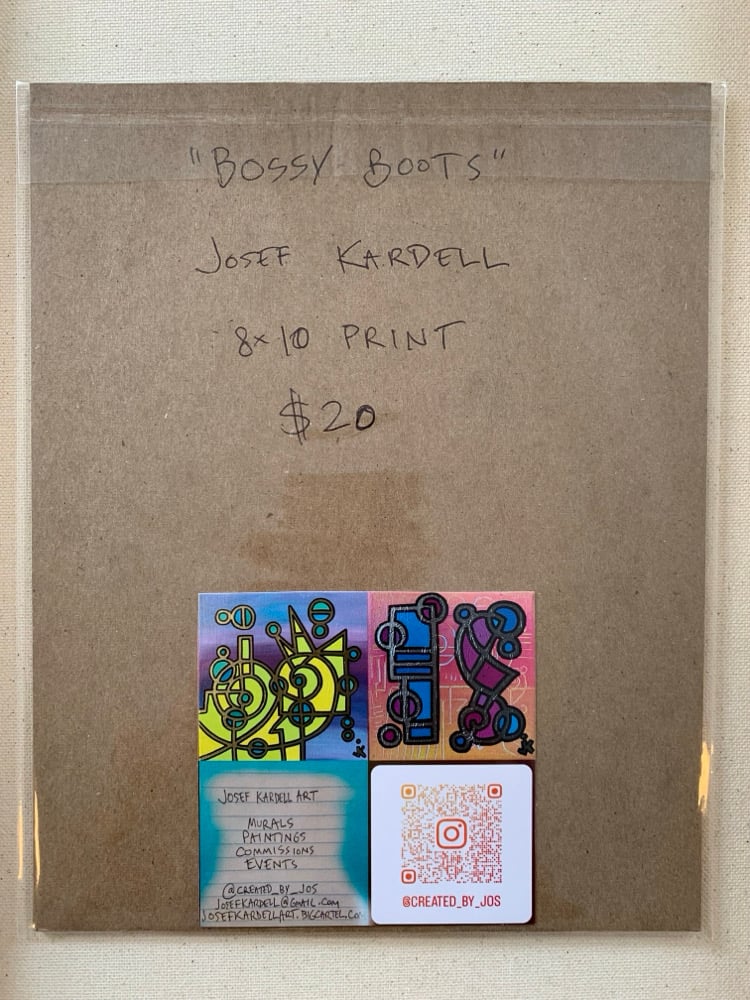 "BOSSY BOOTS"
JOSEF KARDELL
8x10 PRINT
$20
JOSEF KARDELL ART
MURALS
PAINTINGS
COMMISSIONS
EVENTS
@CREATED_BY_JOS
JOSEFKARDELL@GMAIL.COM
JOSEFKARDELLART.BIGCARTEL.COM
@CREATED_BY_JOS